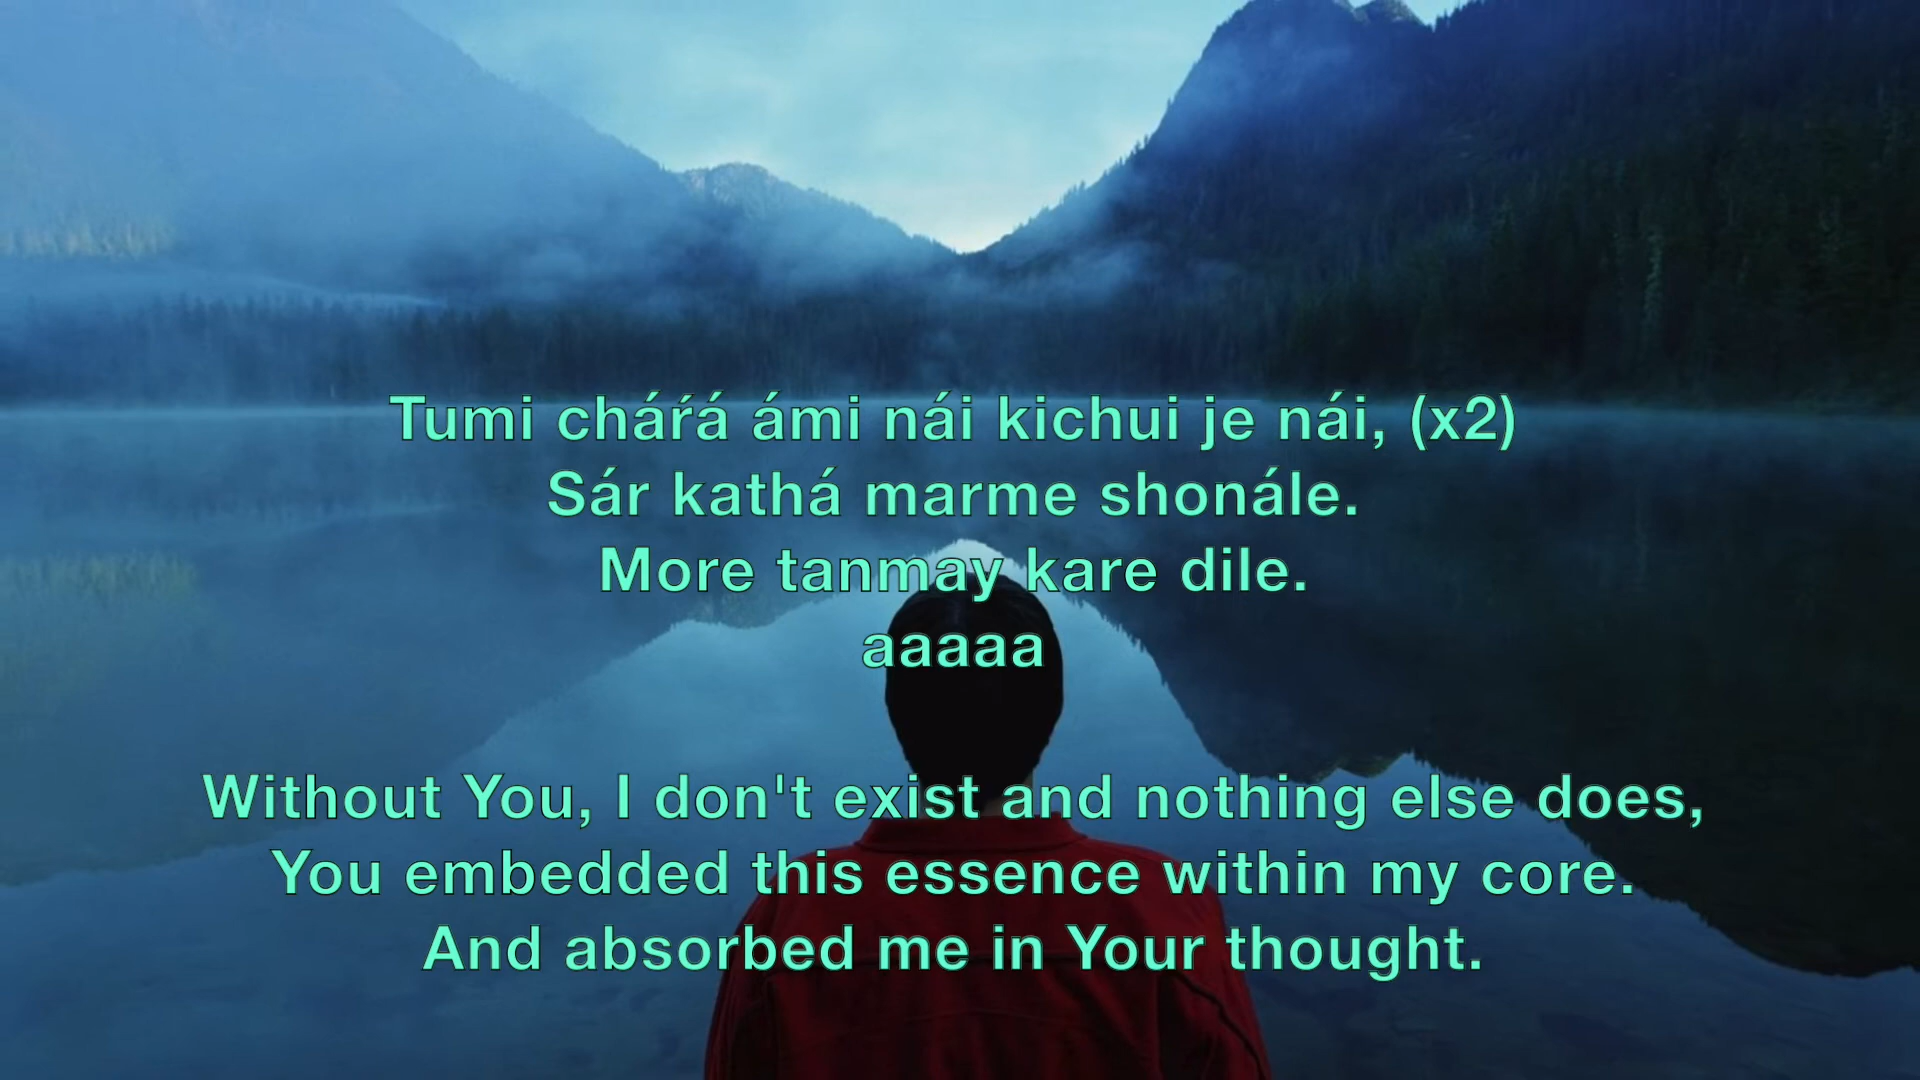 Tumi cháŕá ámi nái kichui je nái, (x2)
Sár kathá marme shonále.
More tanmay kare dile.
aaaaa
Without You, I don't exist and nothing else does,
You embedded this essence within my core.
And absorbed me in Your thought.